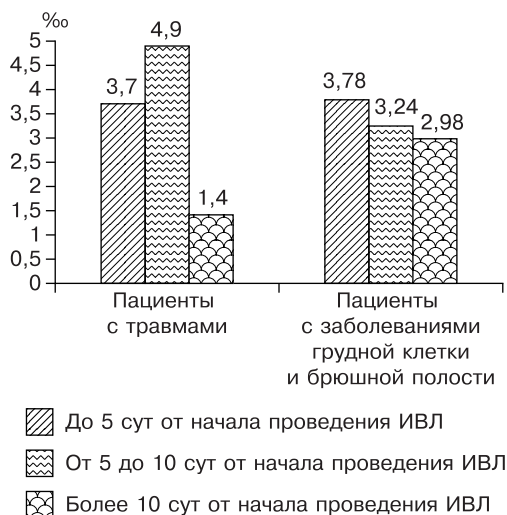 ‰
5
4,5
4
3,5
3
2,5
2
1,5
1
0,5
0
3,7
4,9
1,4
3,78
3,24
2,98
Пациенты
с травмами
Пациенты
с заболеваниями
грудной клетки
и брюшной полости
До 5 сут от начала проведения ИВЛ
От 5 до 10 сут от начала проведения ИВЛ
Более 10 сут от начала проведения ИВЛ